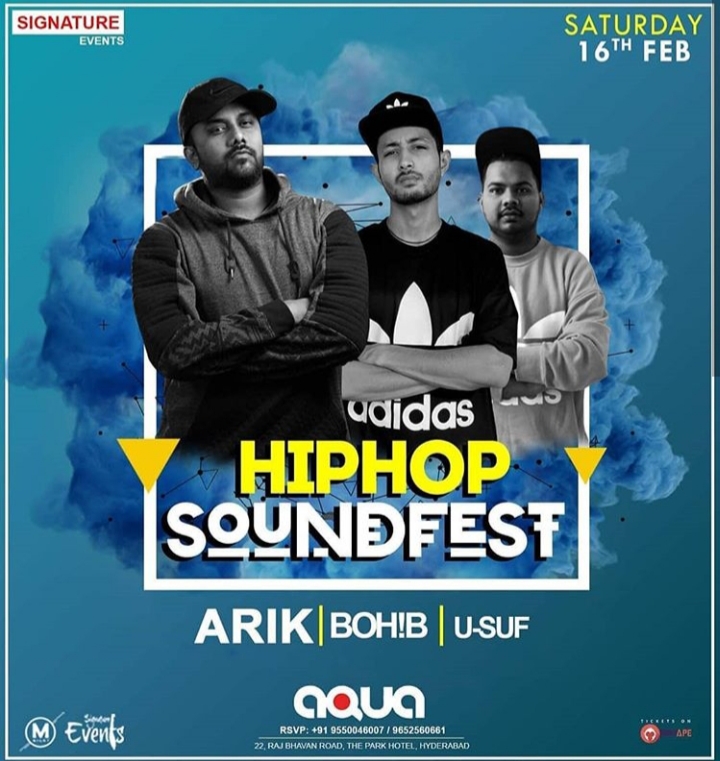 SIGNATURE
EVENTS
SATURDAY
16TH FEB
adidas
HIPHOP
SOUNDFEST
ARIK | BOH!B | U-SUF
aqua
RSVP: +91 9550046007 / 9652560661
22, RAJ BHAVAN ROAD, THE PARK HOTEL, HYDERABAD
M
Signature
Events
TICKETS ON
APE